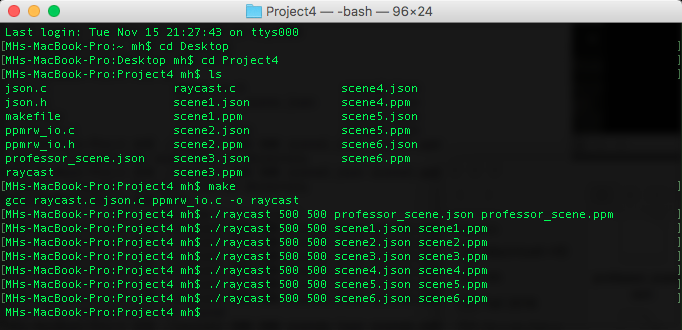 Project4 — -bash — 96×24
Last login: Tue Nov 15 21:27:43 on ttys000
[MHs-MacBook-Pro:~ mh$ cd Desktop ]
[MHs-MacBook-Pro:Desktop mh$ cd Project4 ]
[MHs-MacBook-Pro:Project4 mh$ ls ]
json.c raycast.c scene4.json
json.h scene1.json scene4.ppm
makefile scene1.ppm scene5.json
ppmrw_io.c scene2.json scene5.ppm
ppmrw_io.h scene2.ppm scene6.json
professor_scene.json scene3.json scene6.ppm
raycast scene3.ppm
[MHs-MacBook-Pro:Project4 mh$ make ]
gcc raycast.c json.c ppmrw_io.c -o raycast
[MHs-MacBook-Pro:Project4 mh$ ./raycast 500 500 professor_scene.json professor_scene.ppm ]
[MHs-MacBook-Pro:Project4 mh$ ./raycast 500 500 scene1.json scene1.ppm ]
[MHs-MacBook-Pro:Project4 mh$ ./raycast 500 500 scene2.json scene2.ppm ]
[MHs-MacBook-Pro:Project4 mh$ ./raycast 500 500 scene3.json scene3.ppm ]
[MHs-MacBook-Pro:Project4 mh$ ./raycast 500 500 scene4.json scene4.ppm ]
[MHs-MacBook-Pro:Project4 mh$ ./raycast 500 500 scene5.json scene5.ppm ]
[MHs-MacBook-Pro:Project4 mh$ ./raycast 500 500 scene6.json scene6.ppm ]
MHs-MacBook-Pro:Project4 mh$